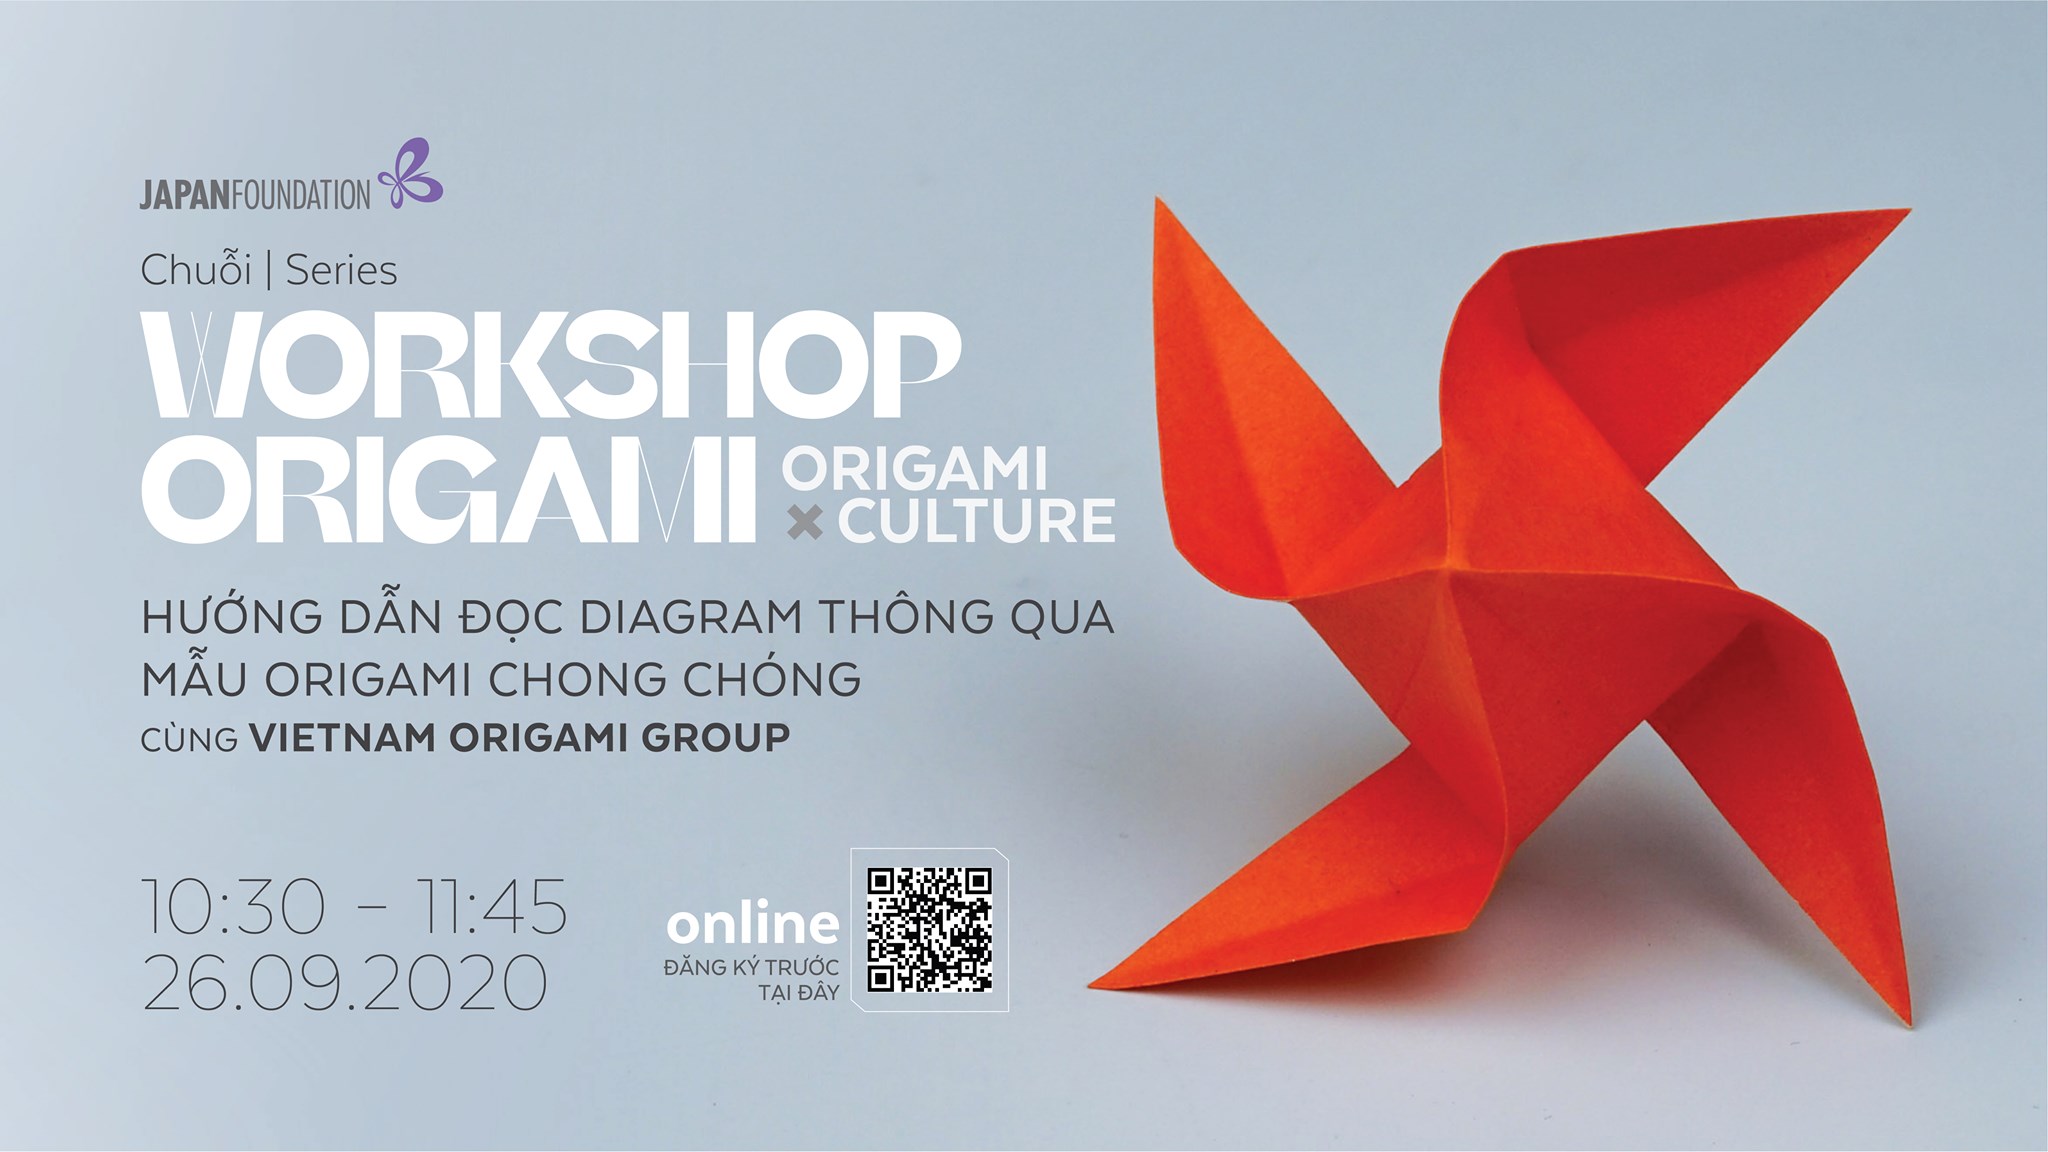 JAPANFOUNDATION
Chuỗi | Series
WORKSHOP
ORIGAMI
ORIGAMI
× CULTURE
HƯỚNG DẪN ĐỌC DIAGRAM THÔNG QUA
MẪU ORIGAMI CHONG CHÓNG
CÙNG VIETNAM ORIGAMI GROUP
10:30 – 11:45
26.09.2020
online
ĐĂNG KÝ TRƯỚC
TẠI ĐÂY